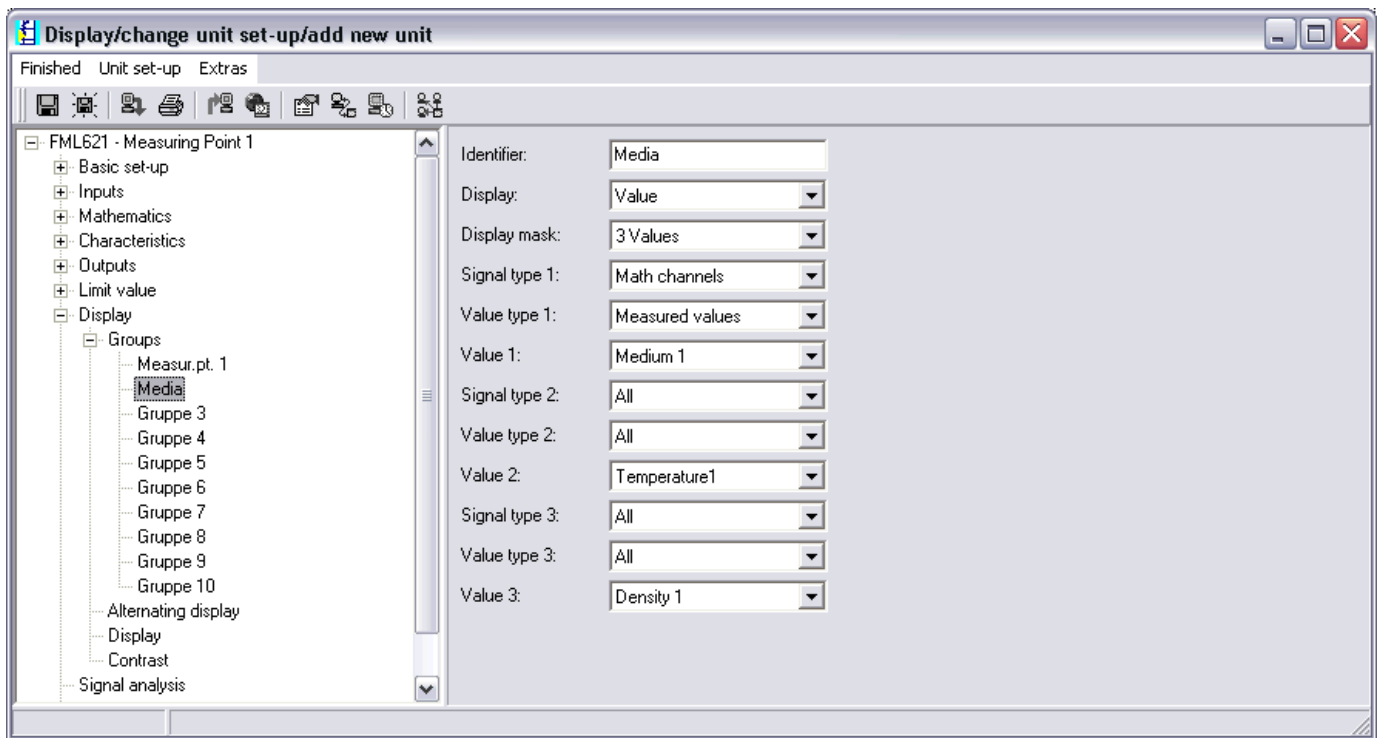 Display/change unit set-up/add new unit
Finished Unit set-up Extras
FML621 - Measuring Point 1
Basic set-up
Inputs
Mathematics
Characteristics
Outputs
Limit value
Display
Groups
Measur.pt. 1
Media
Gruppe 3
Gruppe 4
Gruppe 5
Gruppe 6
Gruppe 7
Gruppe 8
Gruppe 9
Gruppe 10
Alternating display
Display
Contrast
Signal analysis
Identifier: Media
Display: Value
Display mask: 3 Values
Signal type 1: Math channels
Value type 1: Measured values
Value 1: Medium 1
Signal type 2: All
Value type 2: All
Value 2: Temperature1
Signal type 3: All
Value type 3: All
Value 3: Density 1